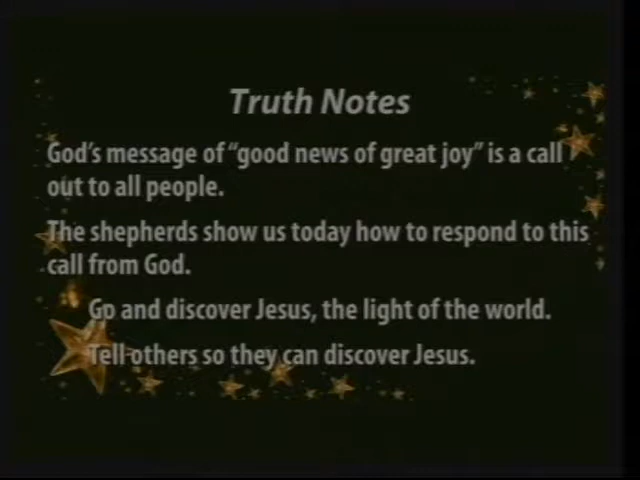 Truth Notes
God's message of “good news of great joy” is a call
out to all people.
The shepherds show us today how to respond to this
call from God.
Go and discover Jesus, the light of the world.
Tell others so they can discover Jesus.